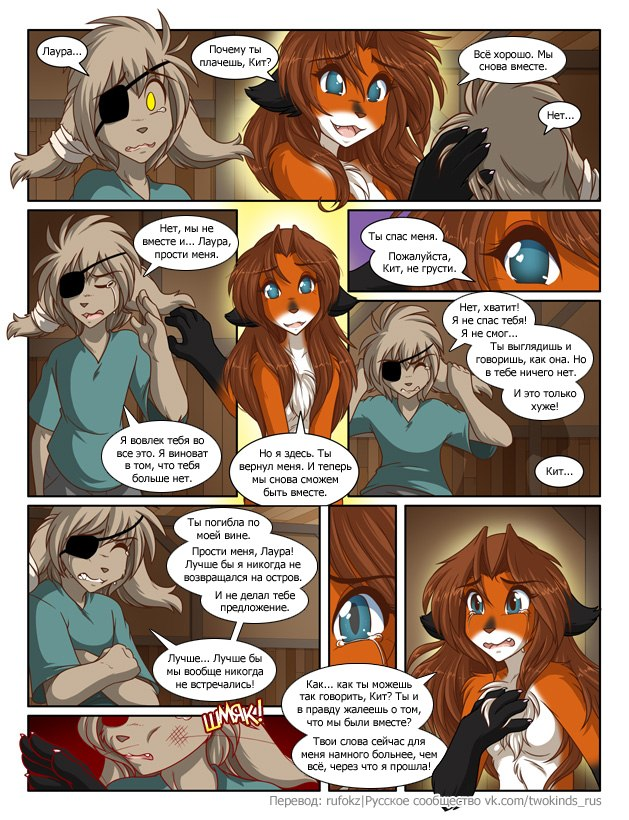 Лаура...
Почему ты
плачешь, Кит?
Всё хорошо. Мы
снова вместе.
Нет...
Нет, мы не
вместе и... Лаура,
прости меня.
Я вовлек тебя во
все это. Я виноват
в том, что тебя
больше нет.
Но я здесь. Ты
вернул меня. И теперь
мы снова сможем
быть вместе.
Ты спас меня.
Пожалуйста,
Кит, не грусти.
Нет, хватит!
Я не спас тебя!
Я не смог...
Ты выглядишь и
говоришь, как она. Но
в тебе ничего нет.
И это только
хуже!
Кит...
Ты погибла по
моей вине.
Прости меня, Лаура!
Лучше бы я никогда не
возвращался на остров.
И не делал тебе
предложение.
Лучше... Лучше бы
мы вообще никогда
не встречались!
ШМЯК!
Как... как ты можешь
так говорить, Кит? Ты и
в правду жалеешь о том,
что мы были вместе?
Твои слова сейчас для
меня намного больнее, чем
всё, через что я прошла!
Перевод: rufokz|Русское сообщество vk.com/twokinds_rus